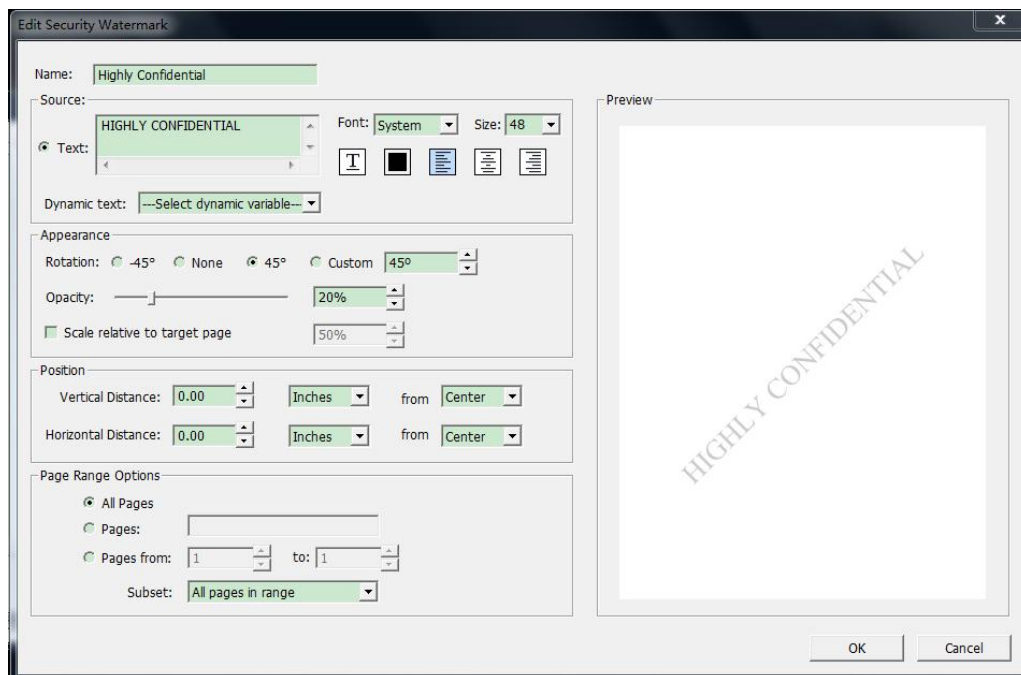 Edit Security Watermark
x
Name: Highly Confidential
Source:
Text: HIGHLY CONFIDENTIAL
Font: System Size: 48
T
Dynamic text: ---Select dynamic variable---
Appearance
Rotation: -45° None 45° Custom 45º
Opacity: 20%
Scale relative to target page 50%
Position
Vertical Distance: 0.00 Inches from Center
Horizontal Distance: 0.00 Inches from Center
Page Range Options
All Pages
Pages:
Pages from: 1 to: 1
Subset: All pages in range
Preview
HIGHLY CONFIDENTIAL
OK Cancel